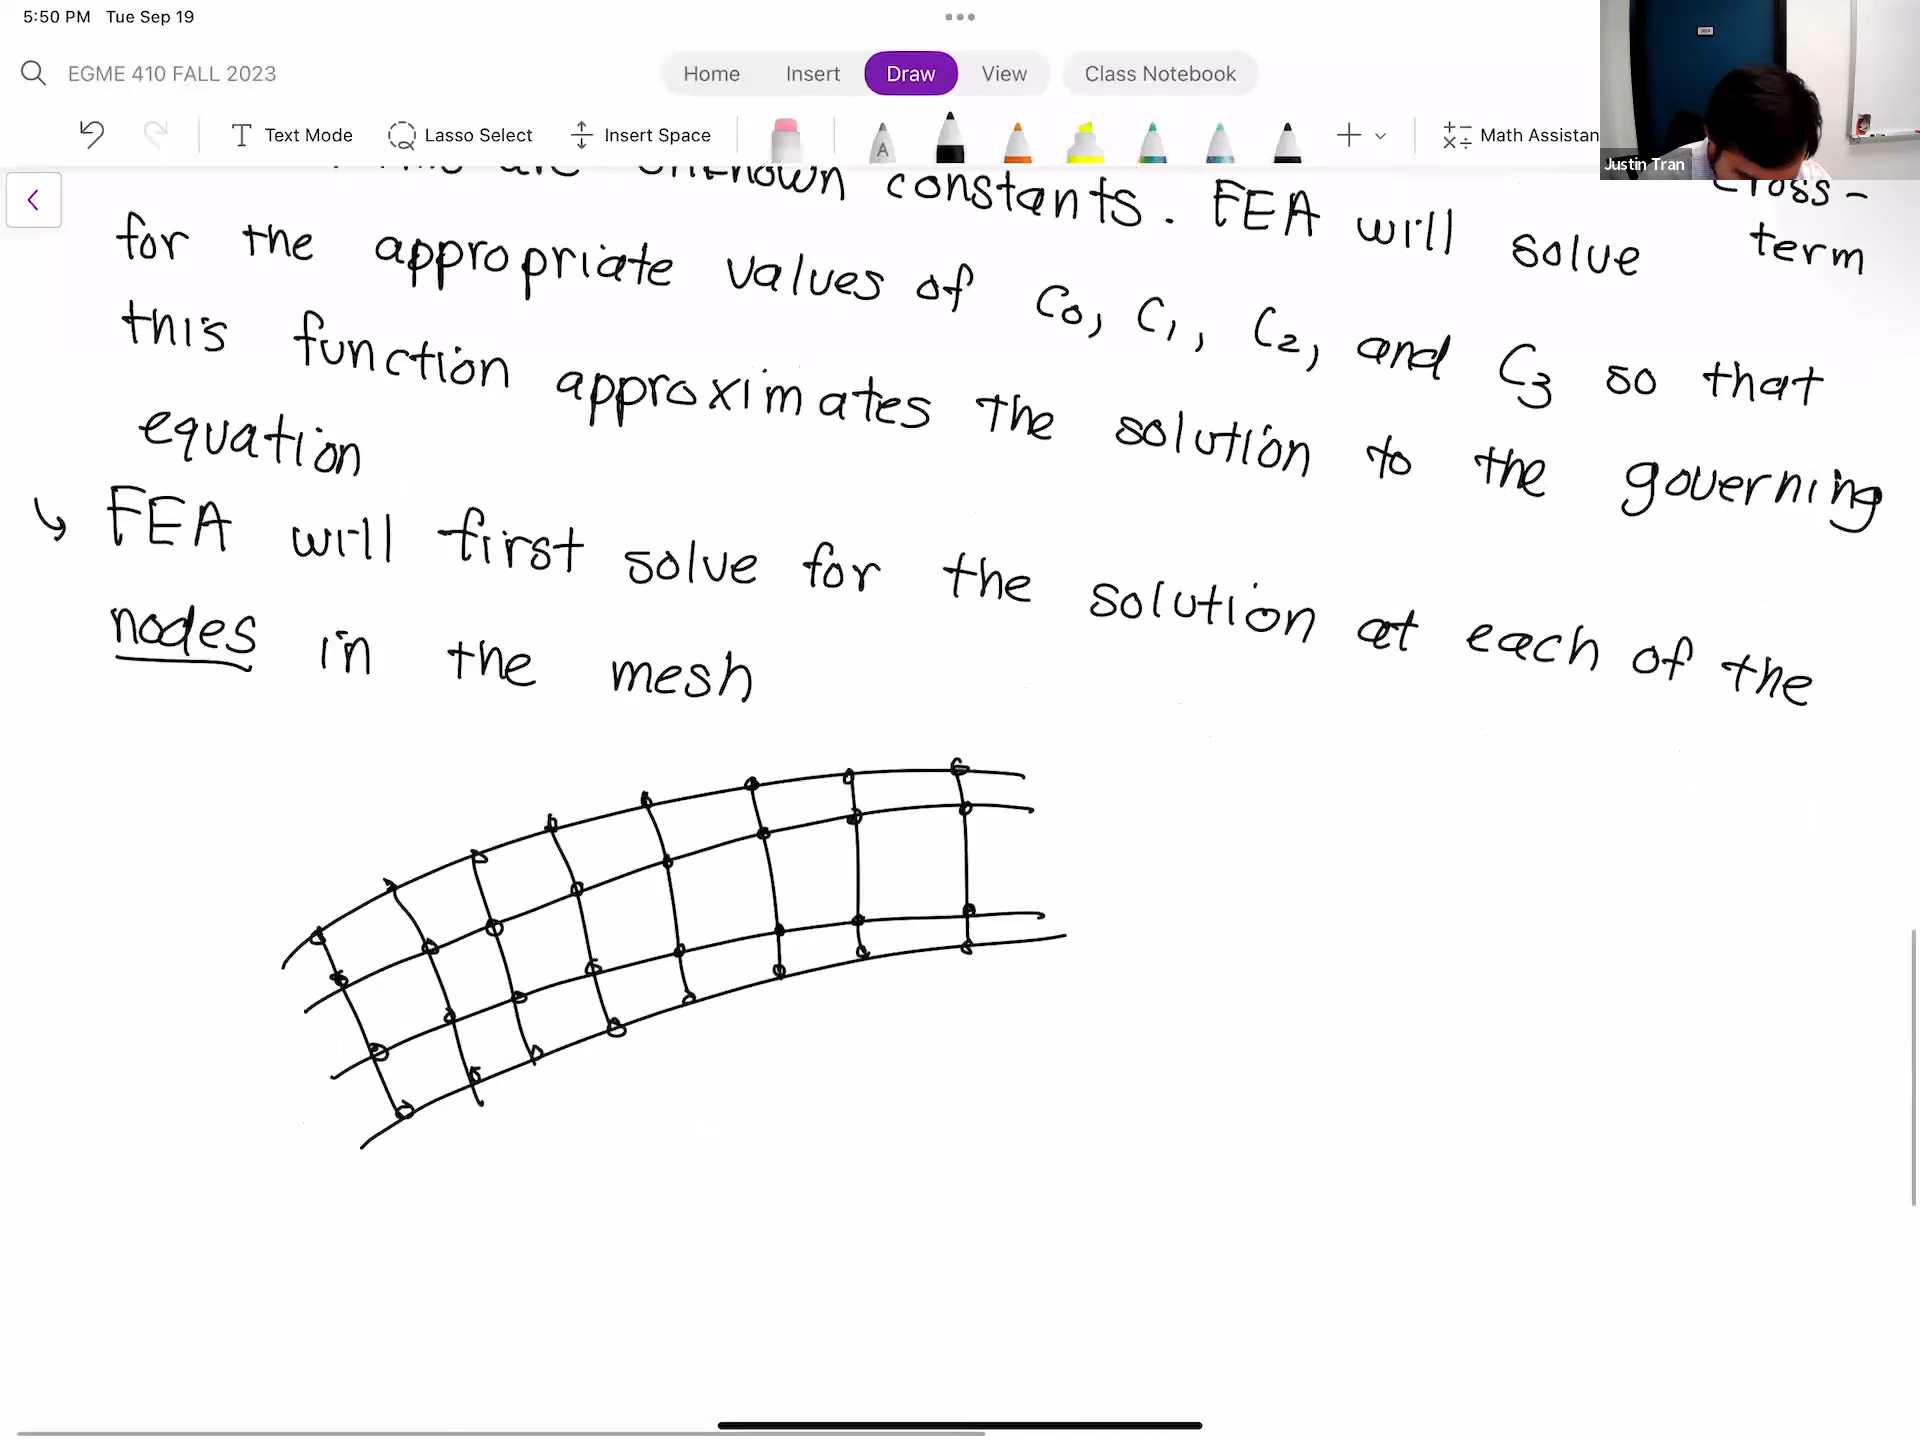 5:50 PM Tue Sep 19
EGME 410 FALL 2023
Home Insert Draw View Class Notebook
Text Mode Lasso Select Insert Space A Math Assistan
Justin Tran
unknown constants. FEA will solve
cross-
term
for the appropriate values of C0, C1, C2, and C3 so that
this function approximates the solution to the governing
equation
↳ FEA will first solve for the solution at each of the
nodes in the mesh